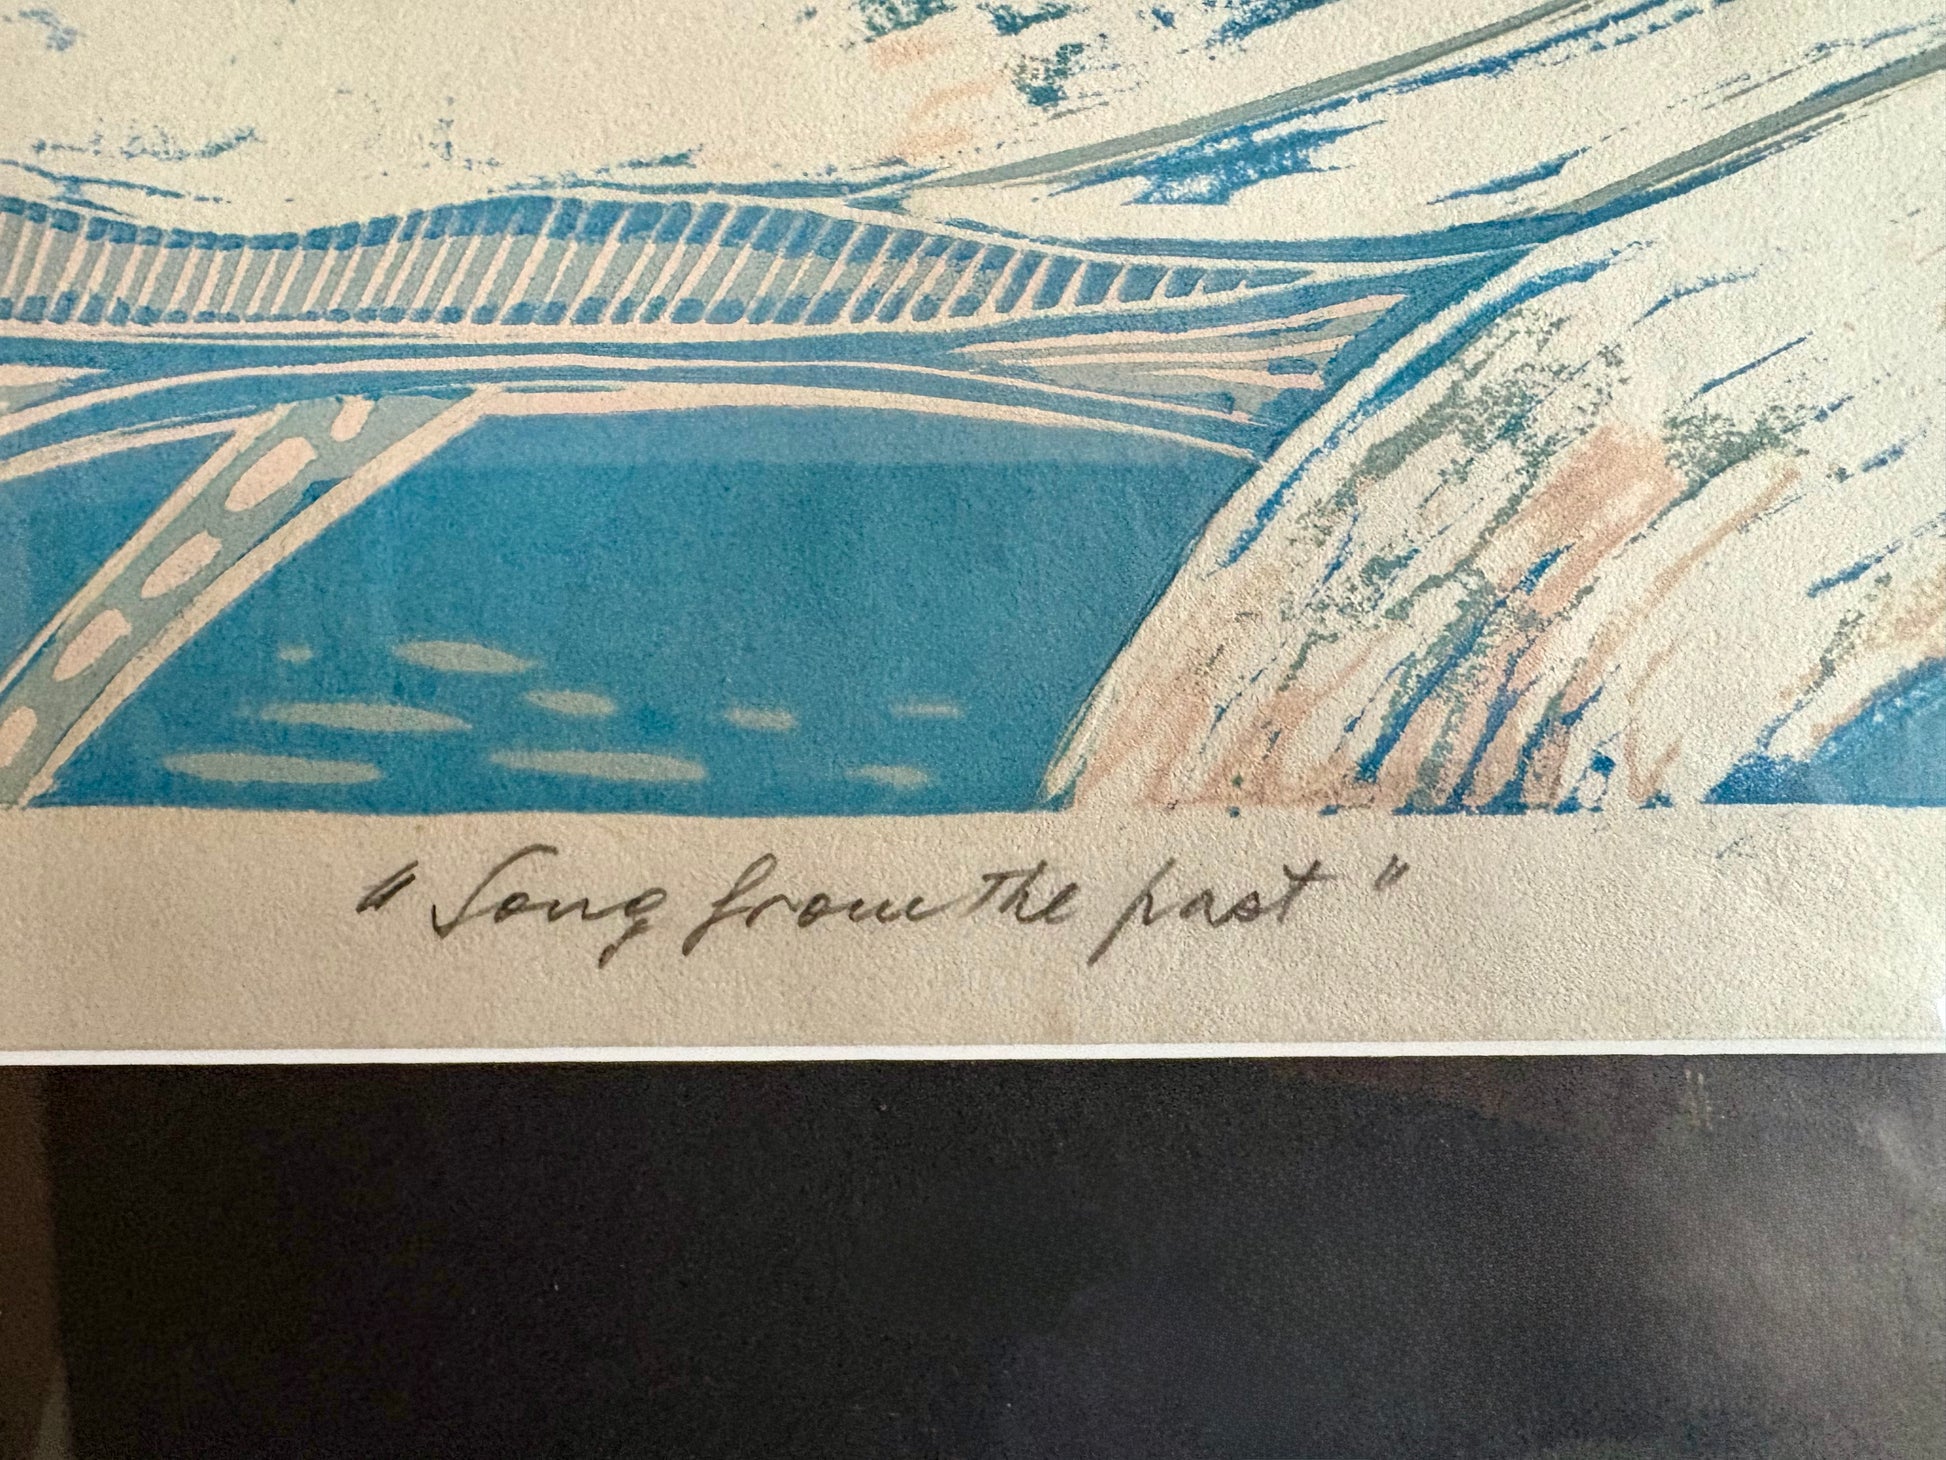 "Song from the past"